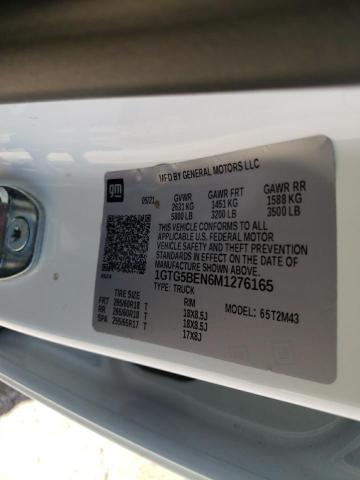 MFD BY GENERAL MOTORS LLC
gm
05/21 GVWR GAWR FRT GAWR RR
2631 KG 1451 KG 1588 KG
5800 LB 3200 LB 3500 LB
THIS VEHICLE CONFORMS TO ALL APPLICABLE
U.S. FEDERAL MOTOR VEHICLE SAFETY
AND THEFT PREVENTION STANDARDS IN EFFECT ON THE DATE OF
MANUFACTURE SHOWN ABOVE.
1GTG5BEN6M1276165
TYPE: TRUCK MODEL: 65T2M43
TIRE SIZE RIM
FRT 265/60R18 T 18X8.5J
RR 265/60R18 T 18X8.5J
SPA 265/65R17 T 17X8J